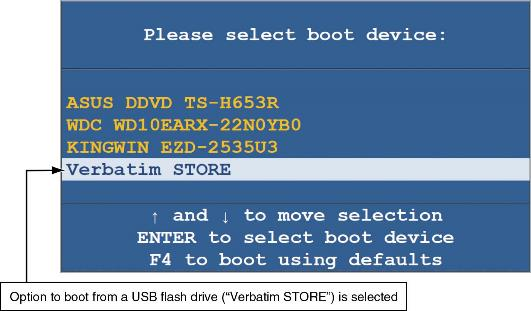 Please select boot device:
ASUS DDVD TS-H653R
WDC WD10EARX-22N0YB0
KINGWIN EZD-2535U3
Verbatim STORE
↑ and ↓ to move selection
ENTER to select boot device
F4 to boot using defaults
Option to boot from a USB flash drive (“Verbatim STORE”) is selected